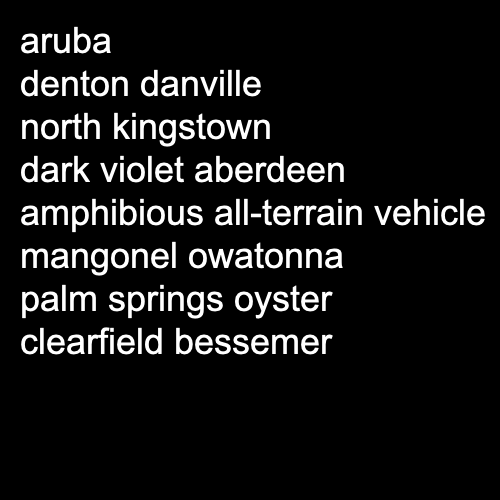 aruba
denton danville
north kingstown
dark violet aberdeen
amphibious all-terrain vehicle
mangonel owatonna
palm springs oyster
clearfield bessemer